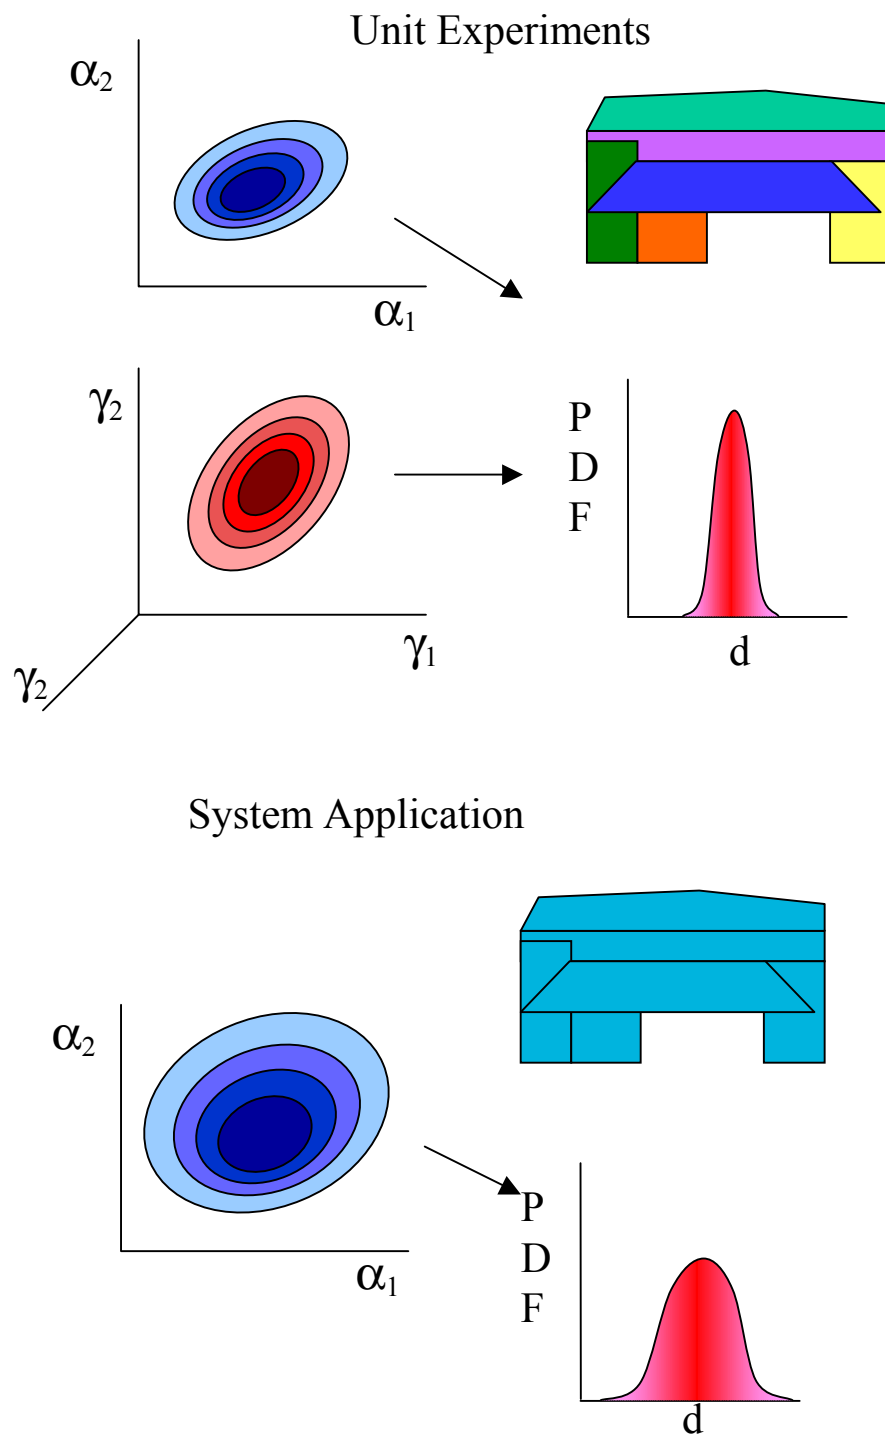 Unit Experiments
α2
α1
γ2
γ1
γ2
P
D
F
d
System Application
α2
α1
P
D
F
d